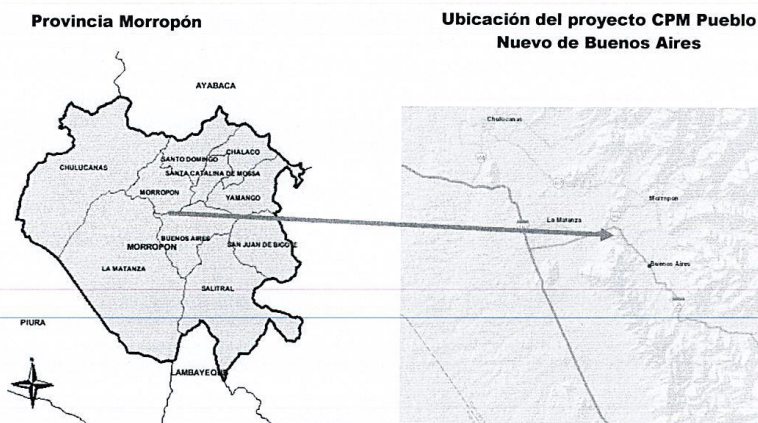 Provincia Morropón
Ubicación del proyecto CPM Pueblo
Nuevo de Buenos Aires
AYABACA
CHULUCANAS
SANTO DOMINGO
CHALACO
SANZA CATALINA DE MOSSA
MORROPON
YAMANGO
BUENOS AIRES
MORROPON
SAN JUAN DE BIGOTE
LA MATANZA
SALITRAL
PIURA
LAMBAYEQUE
Chulucanas
La Matanza
Morropon
Buenos Aires